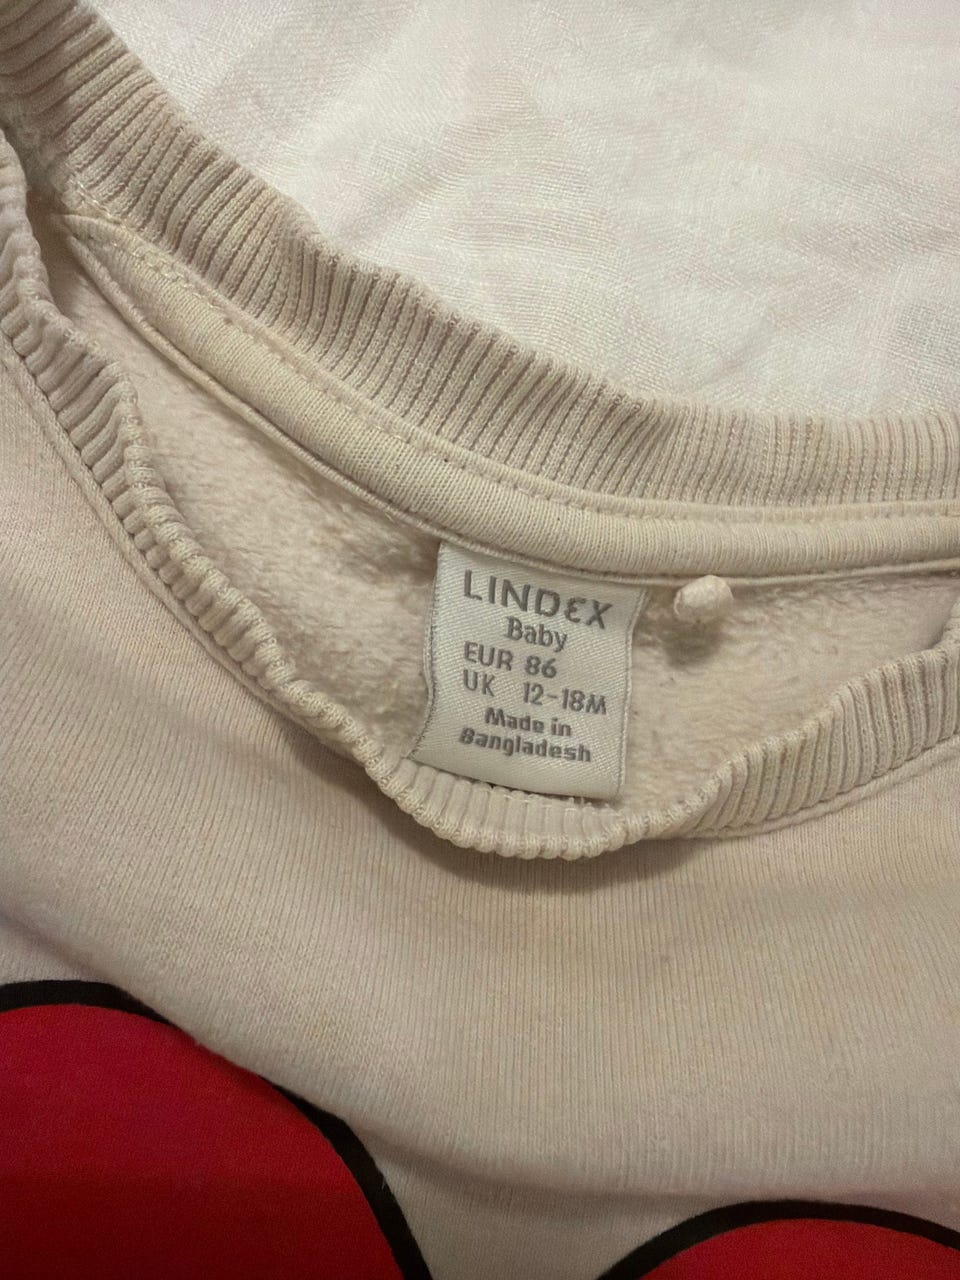 LINDEX
Baby
EUR 86
UK 12-18M
Made in
Bangladesh